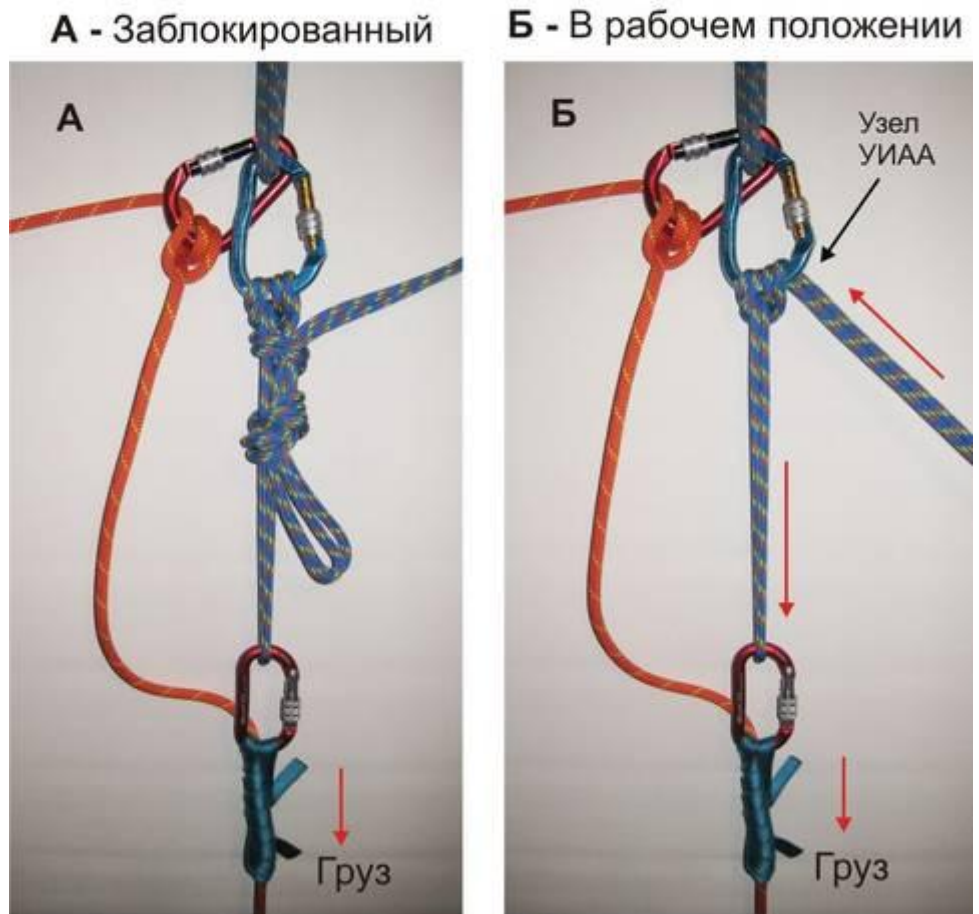 А - Заблокированный
Б - В рабочем положении
А
Б
Узел
УИАА
Груз
Груз